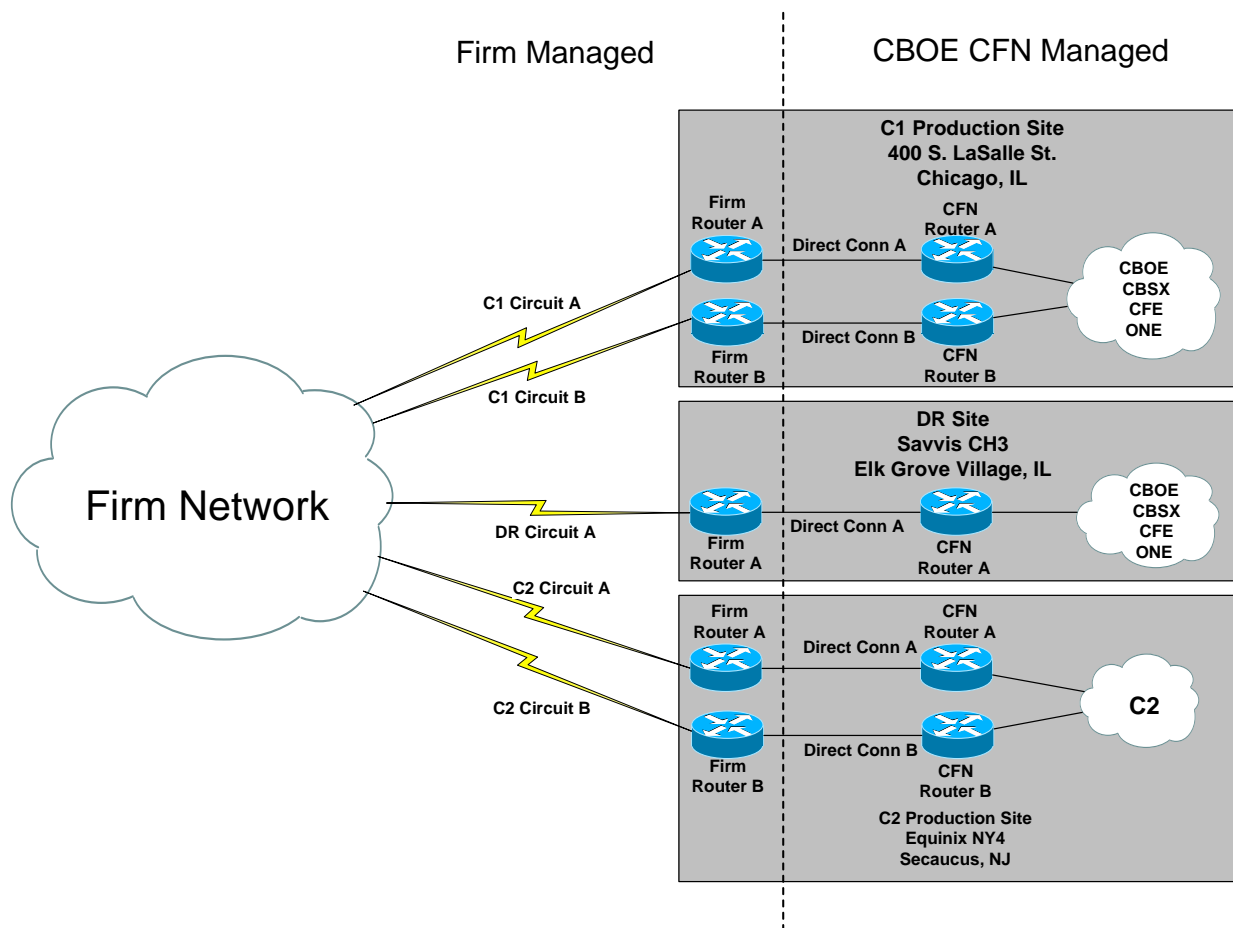 Firm Managed
CBOE CFN Managed
C1 Production Site
400 S. LaSalle St.
Chicago, IL
Firm
Router A
CFN
Router A
Direct Conn A
C1 Circuit A
CBOE
CBSX
CFE
ONE
Direct Conn B
Firm
Router B
CFN
Router B
C1 Circuit B
DR Site
Savvis CH3
Elk Grove Village, IL
Firm Network
CBOE
CBSX
CFE
ONE
DR Circuit A
Direct Conn A
Firm
Router A
CFN
Router A
C2 Circuit A
Firm
Router A
CFN
Router A
Direct Conn A
C2
C2 Circuit B
Direct Conn B
Firm
Router B
CFN
Router B
C2 Production Site
Equinix NY4
Secaucus, NJ